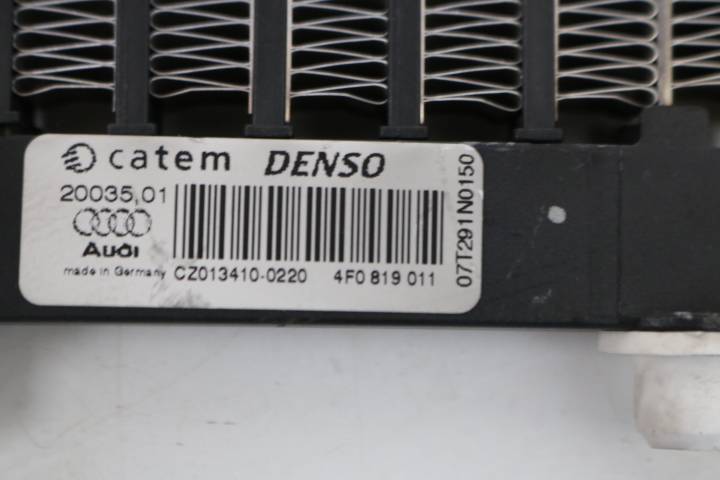 catem DENSO
20035,01
Audi
made in Germany
CZ013410-0220 4F0 819 011
07T291N0150